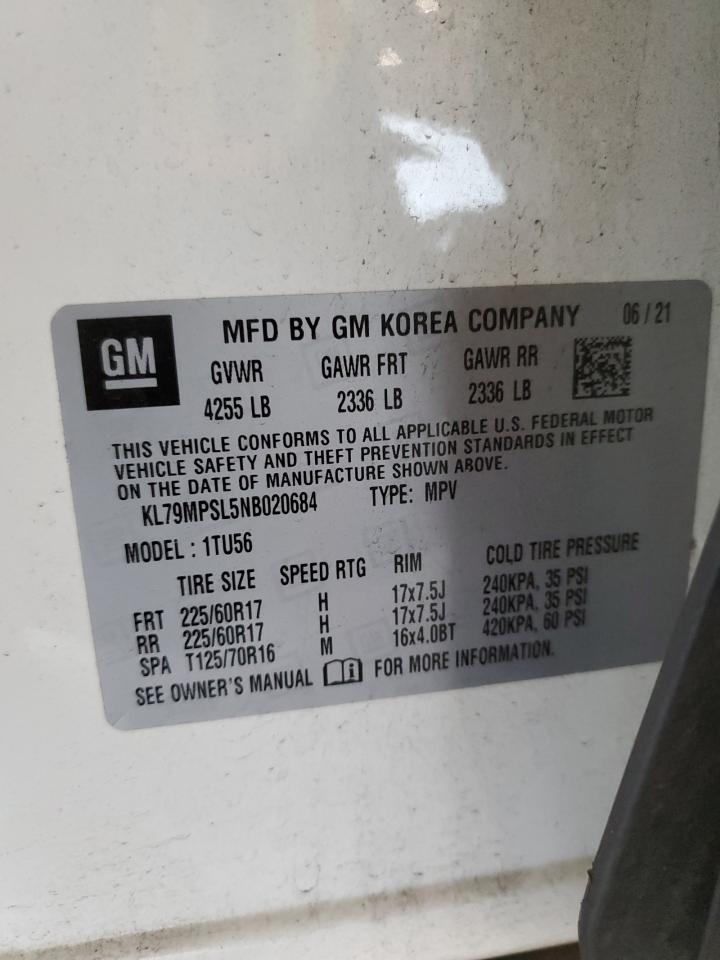 GM
MFD BY GM KOREA COMPANY 06/21
GVWR GAWR FRT GAWR RR
4255 LB 2336 LB 2336 LB
THIS VEHICLE CONFORMS TO ALL APPLICABLE U.S. FEDERAL MOTOR
VEHICLE SAFETY AND THEFT PREVENTION STANDARDS IN EFFECT
ON THE DATE OF MANUFACTURE SHOWN ABOVE.
KL79MPSL5NB020684 TYPE: MPV
MODEL : 1TU56
TIRE SIZE SPEED RTG RIM COLD TIRE PRESSURE
FRT 225/60R17 H 17x7.5J 240KPA, 35 PSI
RR 225/60R17 H 17x7.5J 240KPA, 35 PSI
SPA T125/70R16 M 16x4.0BT 420KPA, 60 PSI
SEE OWNER'S MANUAL i FOR MORE INFORMATION.